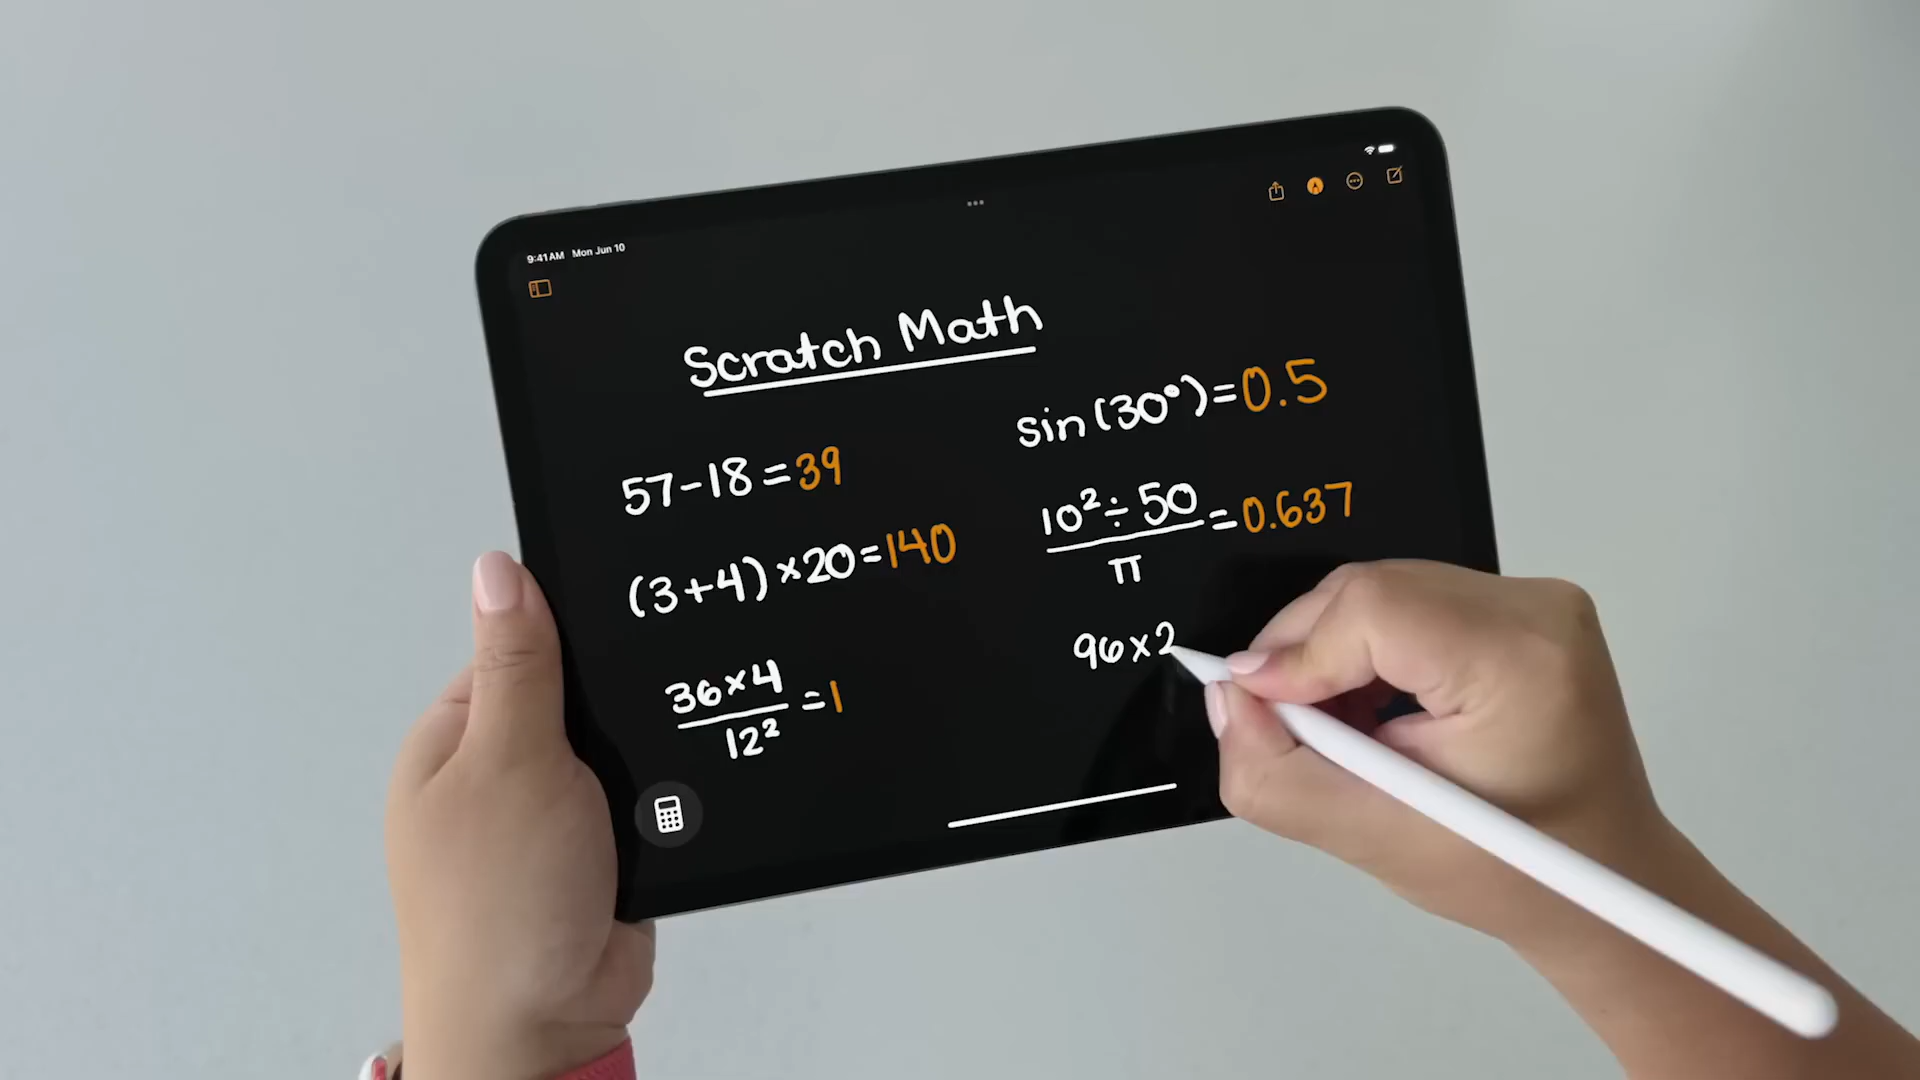 9:41 AM Mon Jun 10
Scratch Math
57-18=39
(3+4)×20=140
36×4
12² =1
sin(30°)=0.5
10²÷50
π =0.637
96×2